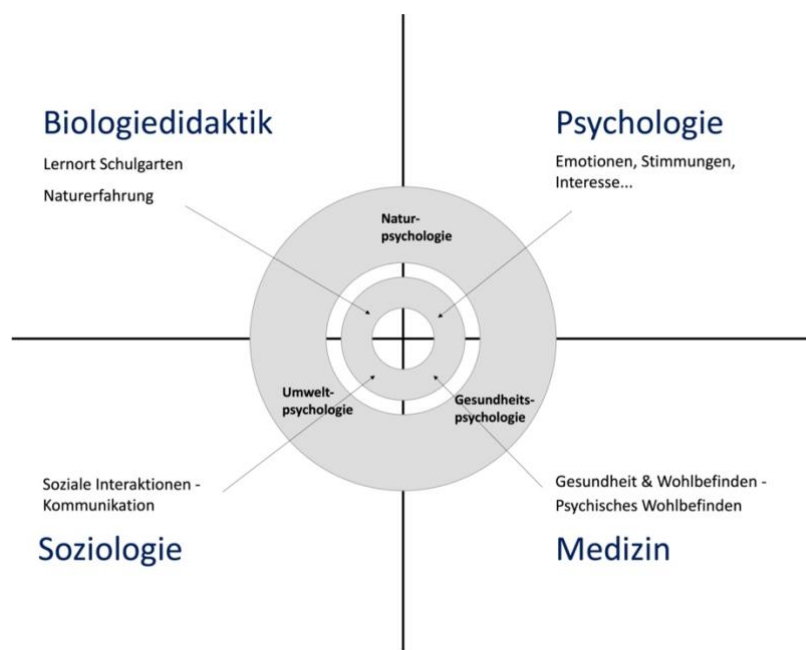 Biologiedidaktik
Lernort Schulgarten
Naturerfahrung
Psychologie
Emotionen, Stimmungen,
Interesse...
Natur-
psychologie
Umwelt-
psychologie
Gesundheits-
psychologie
Soziale Interaktionen -
Kommunikation
Soziologie
Gesundheit & Wohlbefinden -
Psychisches Wohlbefinden
Medizin